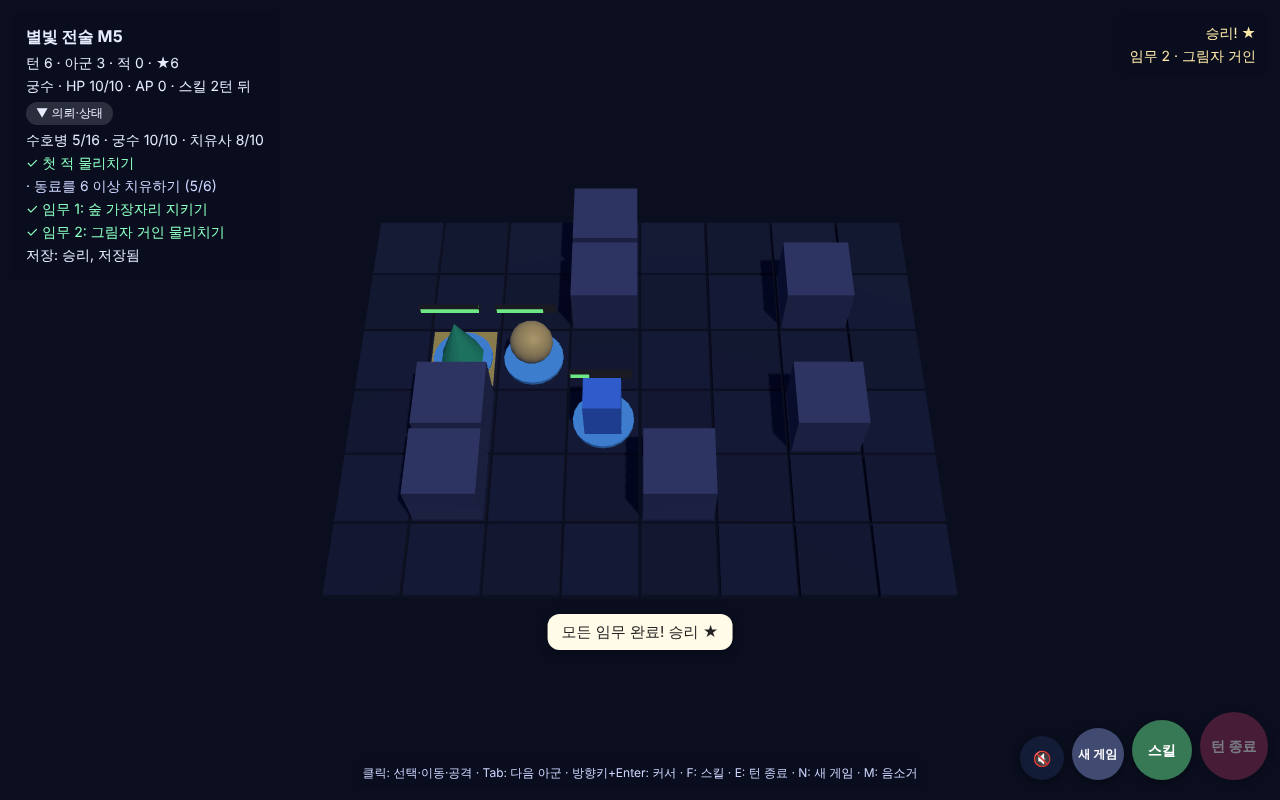 별빛 전술 M5
턴 6 · 아군 3 · 적 0 · ★6
궁수 · HP 10/10 · AP 0 · 스킬 2턴 뒤
▼ 의뢰·상태
수호병 5/16 · 궁수 10/10 · 치유사 8/10
✓ 첫 적 물리치기
· 동료를 6 이상 치유하기 (5/6)
✓ 임무 1: 숲 가장자리 지키기
✓ 임무 2: 그림자 거인 물리치기
저장: 승리, 저장됨
승리! ★
임무 2 · 그림자 거인
모든 임무 완료! 승리 ★
새 게임
스킬
턴 종료
클릭: 선택·이동·공격 · Tab: 다음 아군 · 방향키+Enter: 커서 · F: 스킬 · E: 턴 종료 · N: 새 게임 · M: 음소거